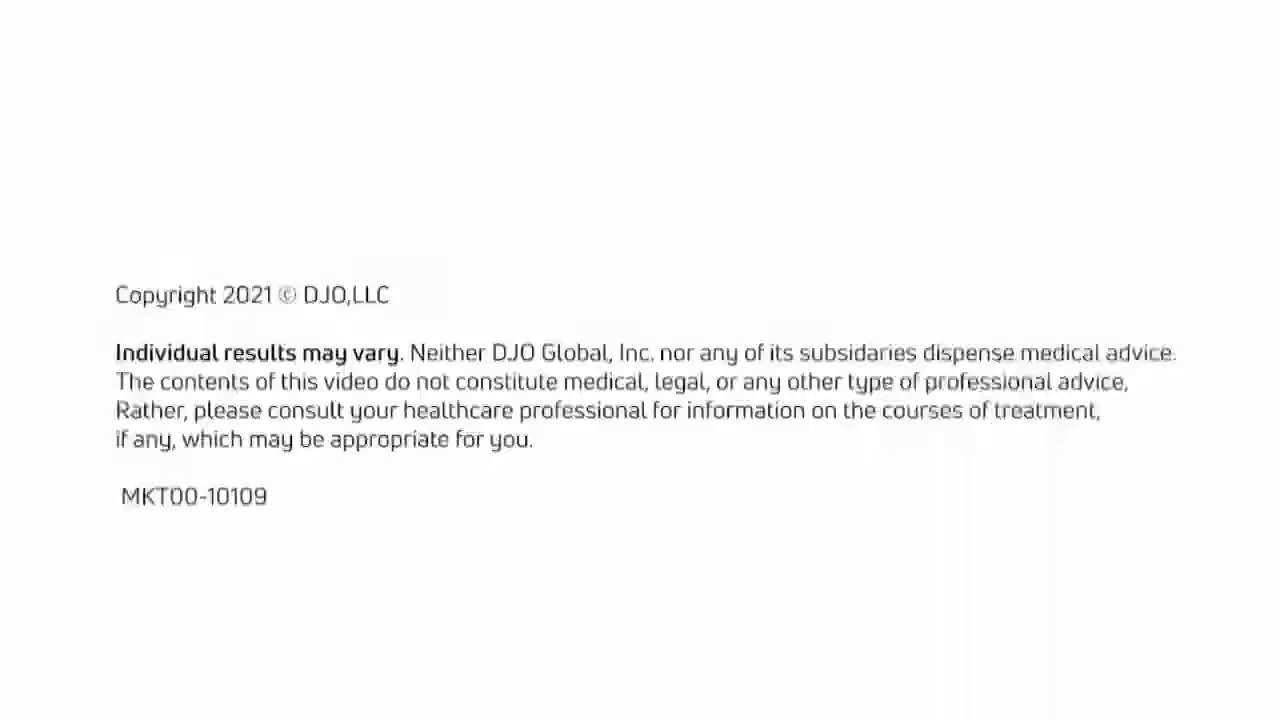 Copyright 2021 © DJO,LLC
Individual results may vary. Neither DJO Global, Inc. nor any of its subsidaries dispense medical advice.
The contents of this video do not constitute medical, legal, or any other type of professional advice,
Rather, please consult your healthcare professional for information on the courses of treatment,
if any, which may be appropriate for you.
MKT00-10109